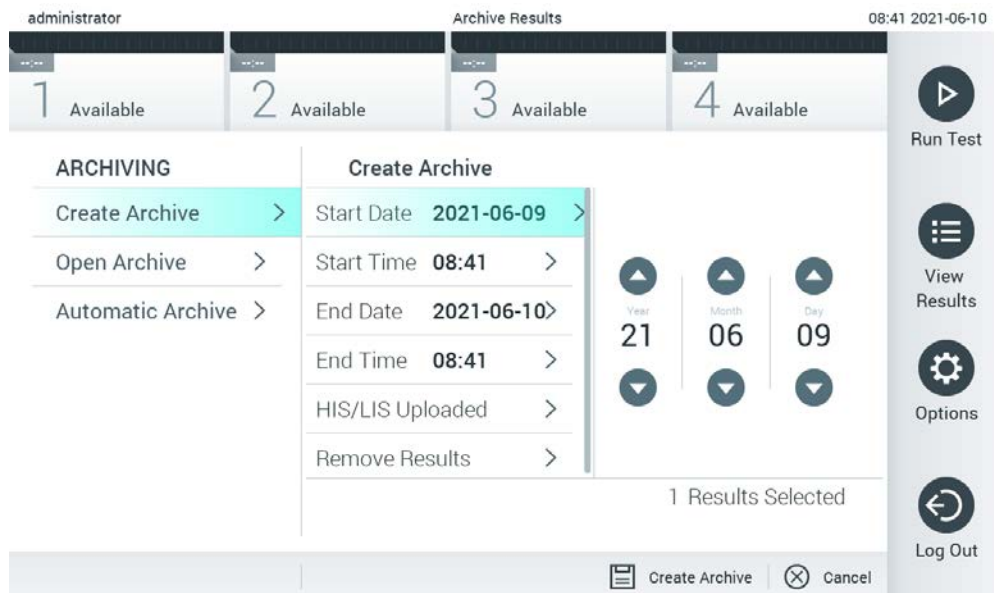 administrator Archive Results 08:41 2021-06-10
--:-- --:-- --:-- --:--
1 Available 2 Available 3 Available 4 Available
Run Test
ARCHIVING
Create Archive
Open Archive
Automatic Archive
Create Archive
Start Date 2021-06-09
Start Time 08:41
End Date 2021-06-10
End Time 08:41
HIS/LIS Uploaded
Remove Results
Year Month Day
21 06 09
1 Results Selected
View
Results
Options
Log Out
Create Archive Cancel